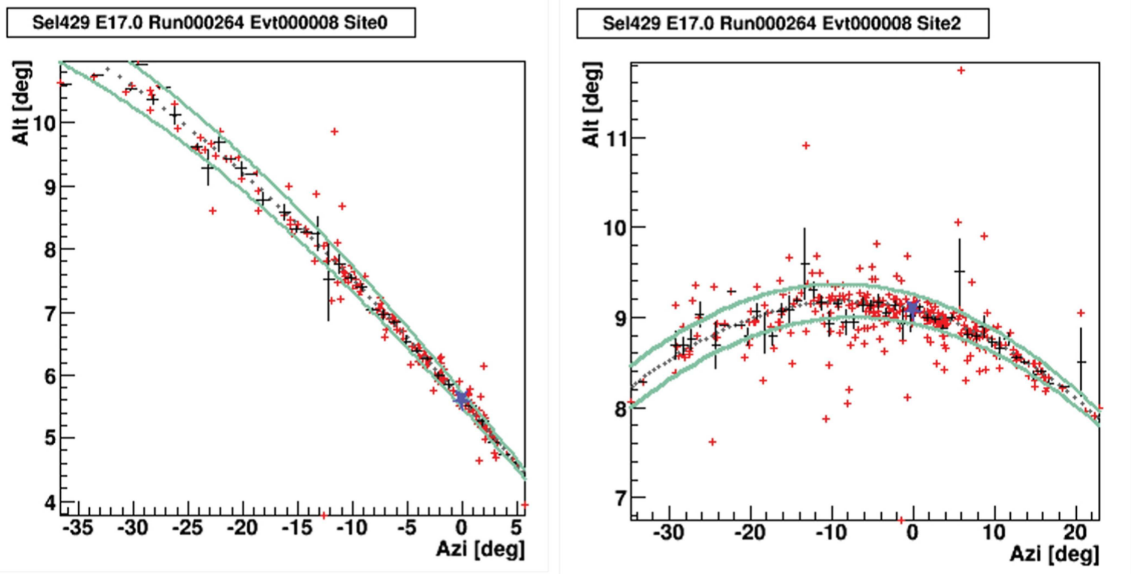 Sel429 E17.0 Run000264 Evt000008 Site0
Alt [deg]
10
9
8
7
6
5
4
-35 -30 -25 -20 -15 -10 -5 0 5
Azi [deg]
Sel429 E17.0 Run000264 Evt000008 Site2
Alt [deg]
11
10
9
8
7
-30 -20 -10 0 10 20
Azi [deg]